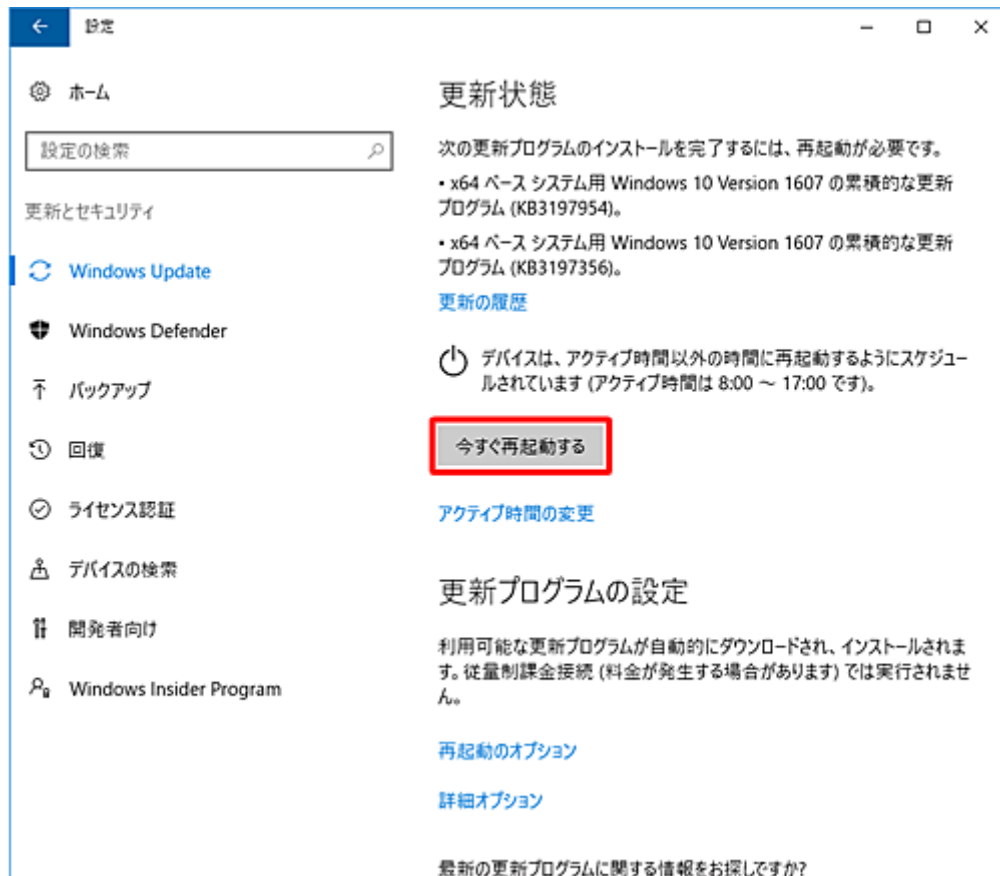 設定
ホーム
設定の検索
更新とセキュリティ
Windows Update
Windows Defender
バックアップ
回復
ライセンス認証
デバイスの検索
開発者向け
Windows Insider Program
更新状態
次の更新プログラムのインストールを完了するには、再起動が必要です。
• x64 ベース システム用 Windows 10 Version 1607 の累積的な更新
プログラム (KB3197954)。
• x64 ベース システム用 Windows 10 Version 1607 の累積的な更新
プログラム (KB3197356)。
更新の履歴
デバイスは、アクティブ時間以外の時間に再起動するようにスケジュー
ルされています (アクティブ時間は 8:00 ～ 17:00 です)。
今すぐ再起動する
アクティブ時間の変更
更新プログラムの設定
利用可能な更新プログラムが自動的にダウンロードされ、インストールされま
す。従量制課金接続 (料金が発生する場合があります) では実行されませ
ん。
再起動のオプション
詳細オプション
最新の更新プログラムに関する情報をお探しですか?